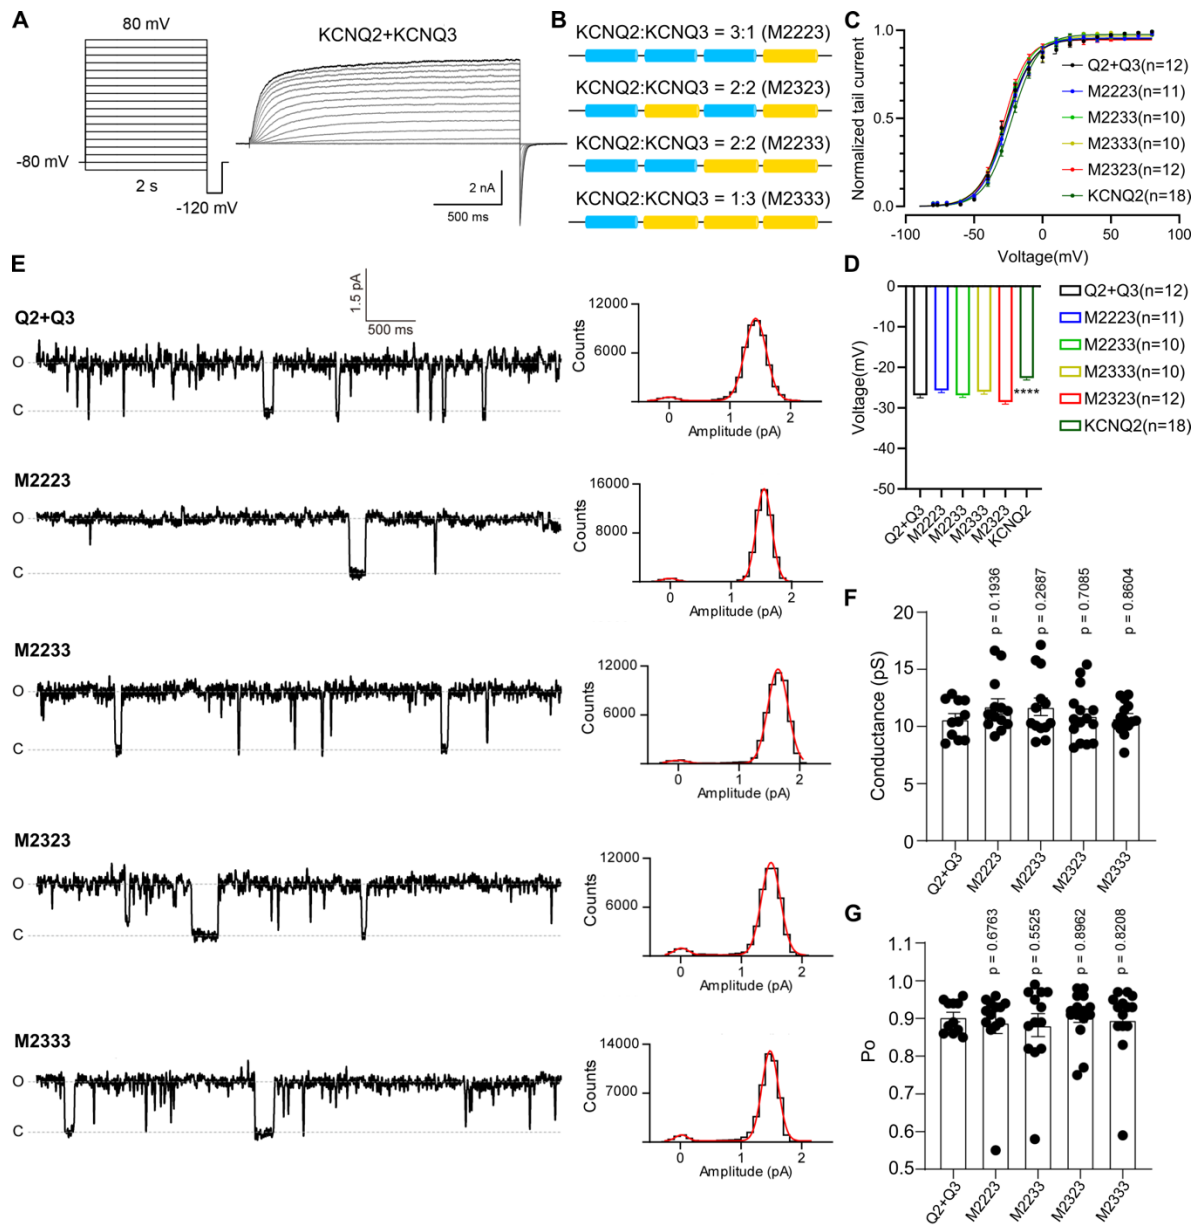 A
80 mV
-80 mV
2 s
-120 mV
KCNQ2+KCNQ3
2 nA
500 ms
B
KCNQ2:KCNQ3 = 3:1 (M2223)
KCNQ2:KCNQ3 = 2:2 (M2323)
KCNQ2:KCNQ3 = 2:2 (M2233)
KCNQ2:KCNQ3 = 1:3 (M2333)
C
Normalized tail current
1.0
0.5
0.0
-100
-50
0
50
100
Voltage(mV)
Q2+Q3(n=12)
M2223(n=11)
M2233(n=10)
M2333(n=10)
M2323(n=12)
KCNQ2(n=18)
D
Voltage(mV)
0
-10
-20
-30
-40
-50
****
Q2+Q3
M2223
M2233
M2333
M2323
KCNQ2
Q2+Q3(n=12)
M2223(n=11)
M2233(n=10)
M2333(n=10)
M2323(n=12)
KCNQ2(n=18)
E
1.5 pA
500 ms
Q2+Q3
O
C
Counts
12000
6000
0
1
2
Amplitude (pA)
M2223
O
C
Counts
16000
8000
0
0
1
2
Amplitude (pA)
M2233
O
C
Counts
12000
6000
0
0
1
2
Amplitude (pA)
M2323
O
C
Counts
12000
6000
0
0
1
2
Amplitude (pA)
M2333
O
C
Counts
14000
7000
0
0
1
2
Amplitude (pA)
F
Conductance (pS)
20
15
10
5
0
p = 0.1936
p = 0.2687
p = 0.7085
p = 0.8604
Q2+Q3
M2223
M2233
M2323
M2333
G
Po
1.1
1.0
0.9
0.8
0.7
0.6
0.5
p = 0.6763
p = 0.5525
p = 0.8962
p = 0.8208
Q2+Q3
M2223
M2233
M2323
M2333